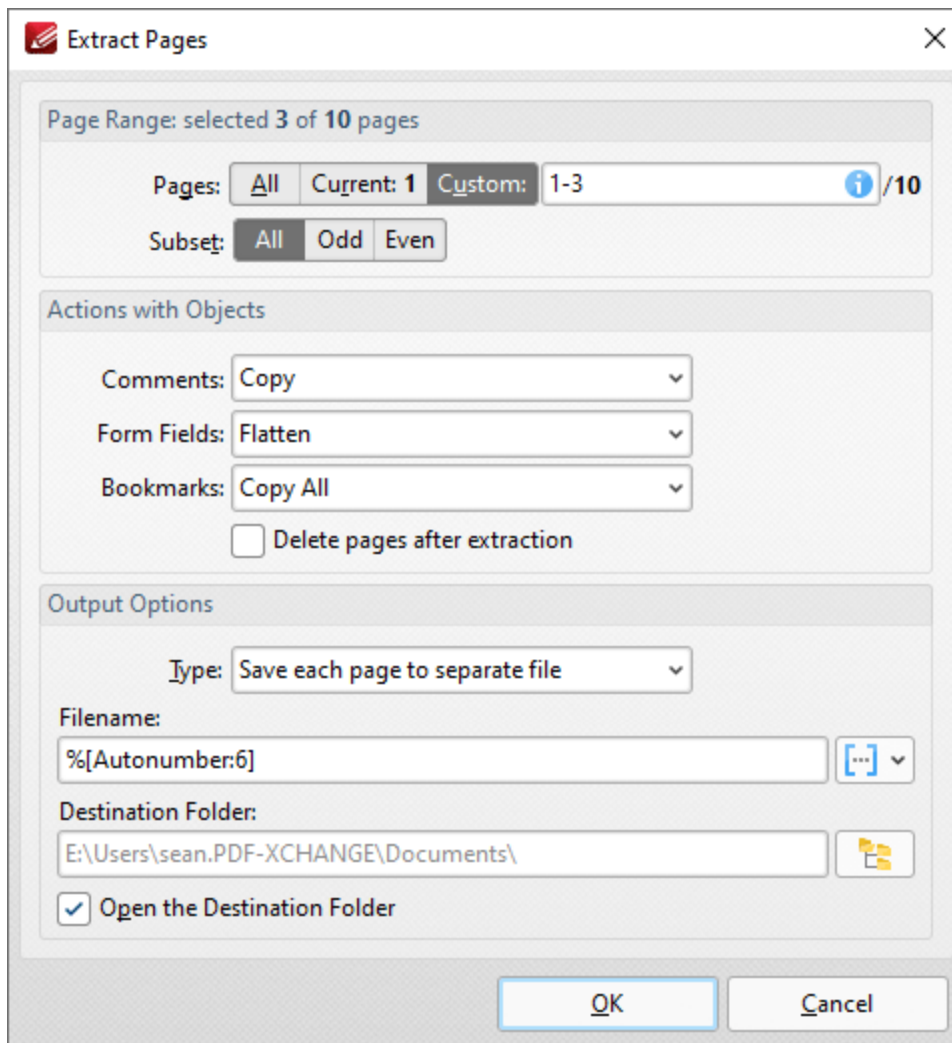 Extract Pages
Page Range: selected 3 of 10 pages
Pages: All Current: 1 Custom: 1-3 /10
Subset: All Odd Even
Actions with Objects
Comments: Copy
Form Fields: Flatten
Bookmarks: Copy All
Delete pages after extraction
Output Options
Type: Save each page to separate file
Filename:
%[Autonumber:6]
Destination Folder:
E:\Users\sean.PDF-XCHANGE\Documents\
Open the Destination Folder
OK Cancel